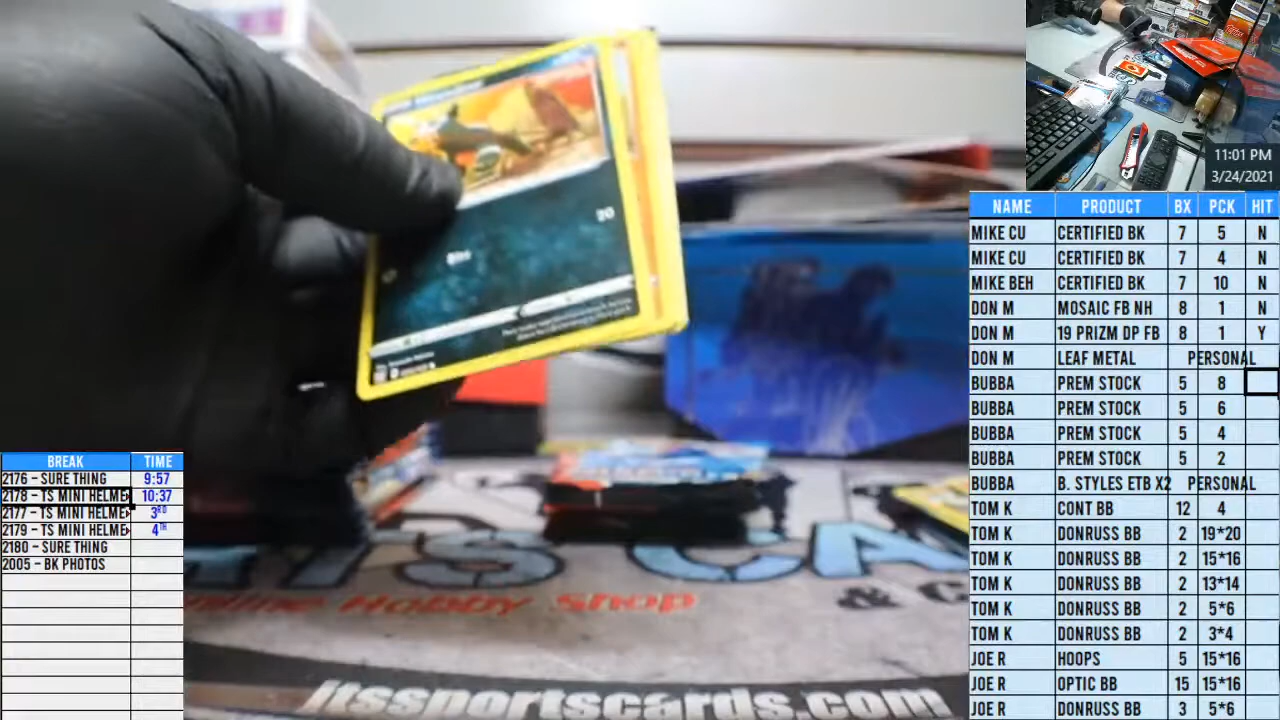 11:01 PM
3/24/2021
NAME PRODUCT BX PCK HIT
MIKE CU CERTIFIED BK 7 5 N
MIKE CU CERTIFIED BK 7 4 N
MIKE BEH CERTIFIED BK 7 10 N
DON M MOSAIC FB NH 8 1 N
DON M 19 PRIZM DP FB 8 1 Y
DON M LEAF METAL PERSONAL
BUBBA PREM STOCK 5 8
BUBBA PREM STOCK 5 6
BUBBA PREM STOCK 5 4
BUBBA PREM STOCK 5 2
BUBBA B. STYLES ETB X2 PERSONAL
TOM K CONT BB 12 4
TOM K DONRUSS BB 2 19*20
TOM K DONRUSS BB 2 15*16
TOM K DONRUSS BB 2 13*14
TOM K DONRUSS BB 2 5*6
TOM K DONRUSS BB 2 3*4
JOE R HOOPS 5 15*16
JOE R OPTIC BB 15 15*16
JOE R DONRUSS BB 3 5*6
BREAK TIME
2176 - SURE THING 9:57
2178 - TS MINI HELME 10:37
2177 - TS MINI HELME 3RD
2179 - TS MINI HELME 4TH
2180 - SURE THING
2005 - BK PHOTOS
20
Bite
TS CA
nline Hobby Shop & C
itssportscards.com